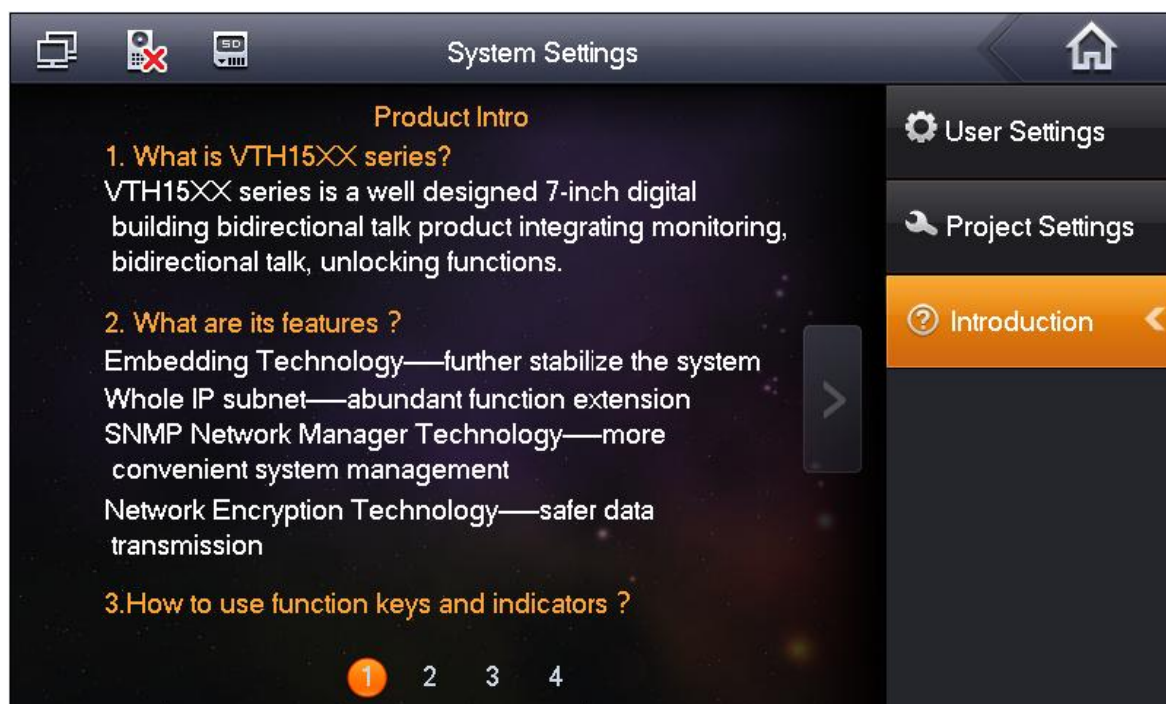 SD
System Settings
Product Intro
1. What is VTH15XX series?
VTH15XX series is a well designed 7-inch digital
building bidirectional talk product integrating monitoring,
bidirectional talk, unlocking functions.
2. What are its features ?
Embedding Technology——further stabilize the system
Whole IP subnet——abundant function extension
SNMP Network Manager Technology——more
convenient system management
Network Encryption Technology——safer data
transmission
3.How to use function keys and indicators ?
1 2 3 4
User Settings
Project Settings
? Introduction